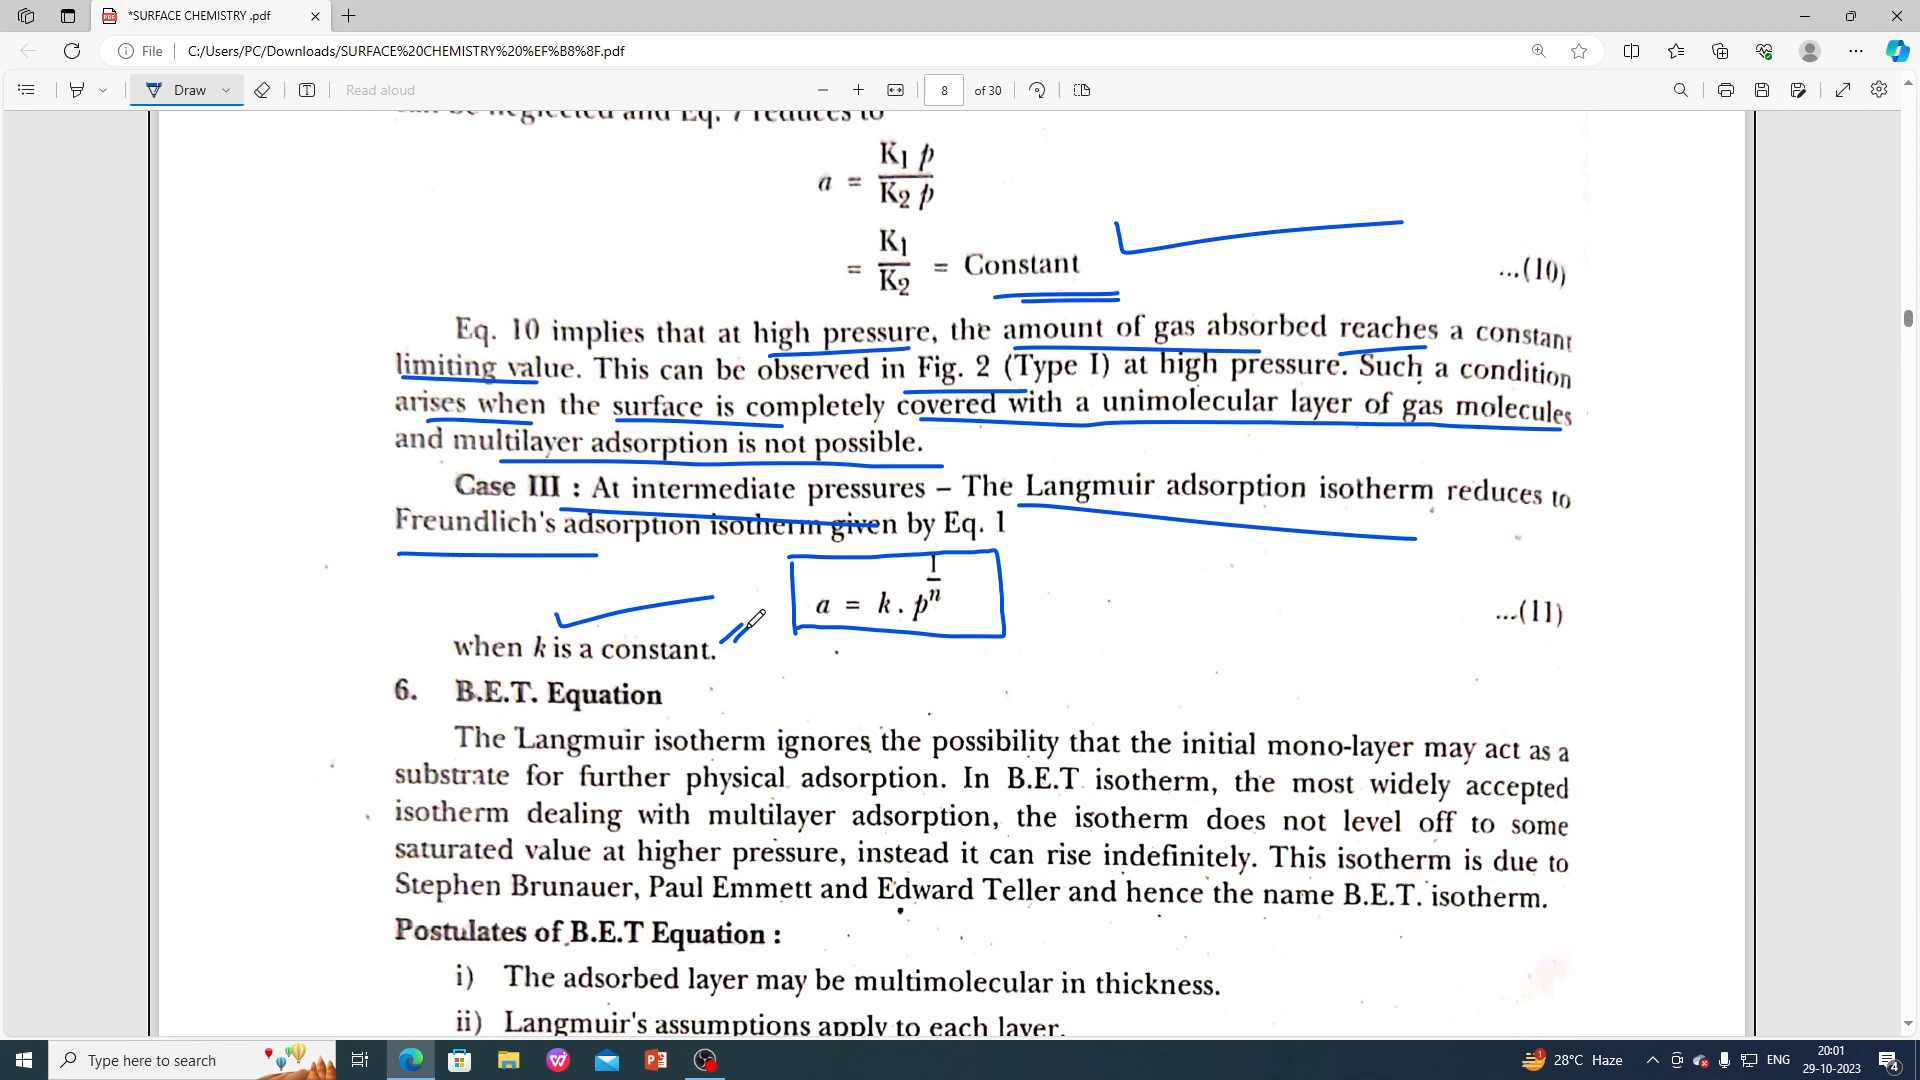 *SURFACE CHEMISTRY .pdf
File
C:/Users/PC/Downloads/SURFACE%20CHEMISTRY%20%EF%B8%8F.pdf
Draw
Read aloud
8
of 30
be neglected and Eq. 7 reduces to
a = K₁ p / K₂ p
= K₁ / K₂ = Constant ...(10)
Eq. 10 implies that at high pressure, the amount of gas absorbed reaches a constant
limiting value. This can be observed in Fig. 2 (Type I) at high pressure. Such a condition
arises when the surface is completely covered with a unimolecular layer of gas molecules
and multilayer adsorption is not possible.
Case III : At intermediate pressures – The Langmuir adsorption isotherm reduces to
Freundlich's adsorption isotherm given by Eq. 1
a = k . p^(1/n) ...(11)
when k is a constant.
6. B.E.T. Equation
The Langmuir isotherm ignores the possibility that the initial mono-layer may act as a
substrate for further physical adsorption. In B.E.T. isotherm, the most widely accepted
isotherm dealing with multilayer adsorption, the isotherm does not level off to some
saturated value at higher pressure, instead it can rise indefinitely. This isotherm is due to
Stephen Brunauer, Paul Emmett and Edward Teller and hence the name B.E.T. isotherm.
Postulates of B.E.T Equation :
i) The adsorbed layer may be multimolecular in thickness.
ii) Langmuir's assumptions apply to each layer.
Type here to search
28°C Haze
ENG
20:01
29-10-2023
4